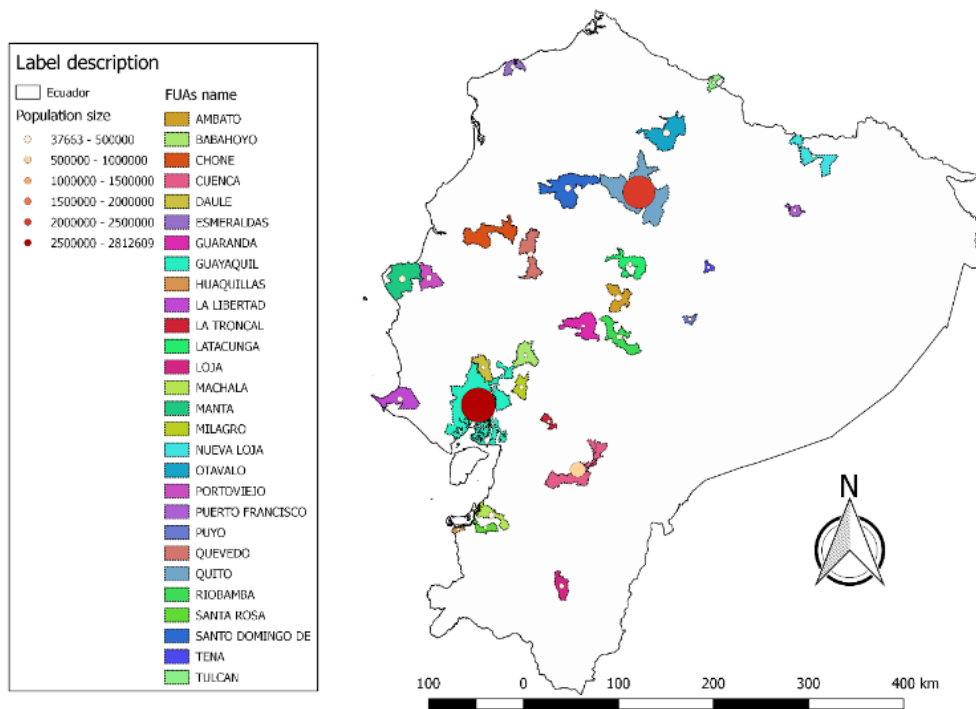 Label description
Ecuador
Population size
37663 - 500000
500000 - 1000000
1000000 - 1500000
1500000 - 2000000
2000000 - 2500000
2500000 - 2812609
FUAs name
AMBATO
BABAHOYO
CHONE
CUENCA
DAULE
ESMERALDAS
GUARANDA
GUAYAQUIL
HUAQUILLAS
LA LIBERTAD
LA TRONCAL
LATACUNGA
LOJA
MACHALA
MANTA
MILAGRO
NUEVA LOJA
OTAVALO
PORTOVIEJO
PUERTO FRANCISCO
PUYO
QUEVEDO
QUITO
RIOBAMBA
SANTA ROSA
SANTO DOMINGO DE
TENA
TULCAN
N
100 0 100 200 300 400 km